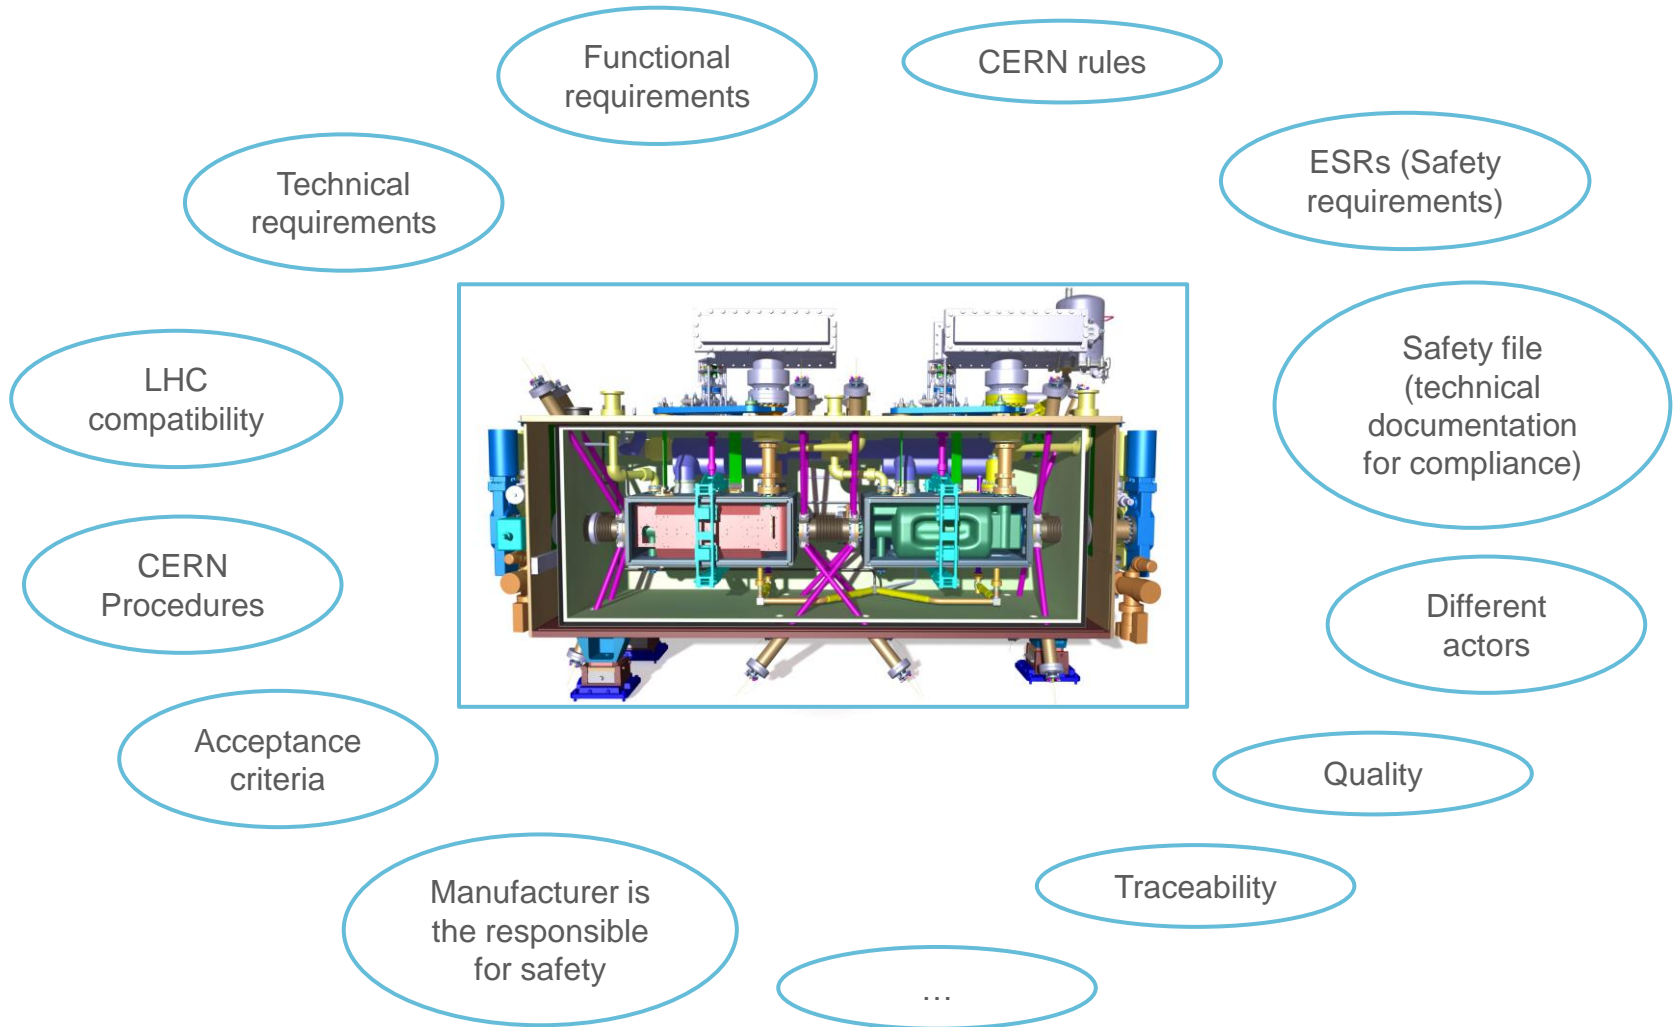 Functional
requirements
CERN rules
Technical
requirements
ESRs (Safety
requirements)
LHC
compatibility
Safety file
(technical
documentation
for compliance)
CERN
Procedures
Different
actors
Acceptance
criteria
Quality
Manufacturer is
the responsible
for safety
Traceability
…